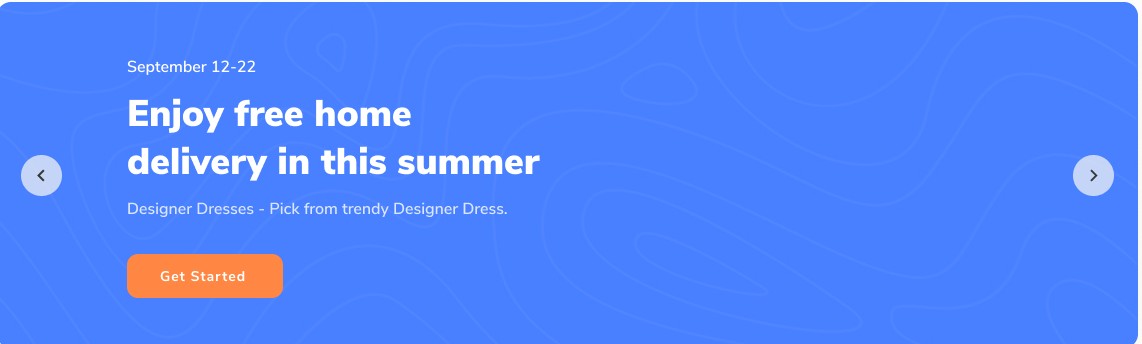 September 12-22
Enjoy free home
delivery in this summer
Designer Dresses - Pick from trendy Designer Dress.
Get Started